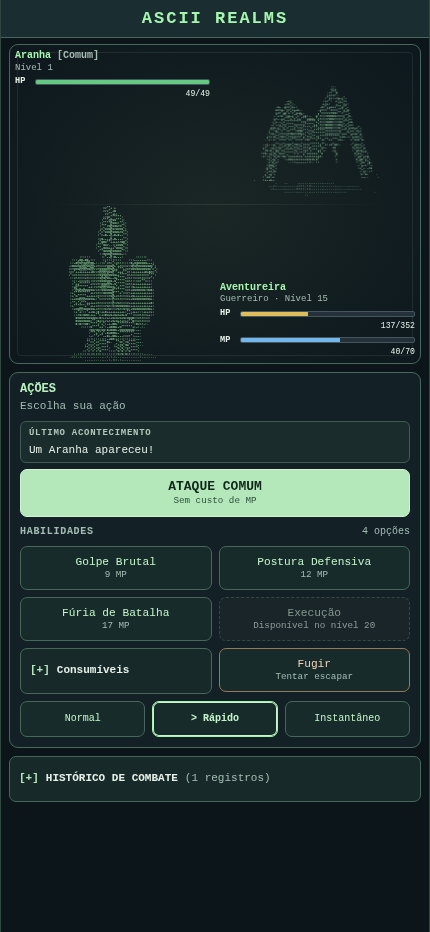 ASCII REALMS
Aranha [Comum]
Nível 1
HP
49/49
Aventureira
Guerreiro · Nível 15
HP
137/352
MP
40/70
AÇÕES
Escolha sua ação
ÚLTIMO ACONTECIMENTO
Um Aranha apareceu!
ATAQUE COMUM
Sem custo de MP
HABILIDADES 4 opções
Golpe Brutal
9 MP
Postura Defensiva
12 MP
Fúria de Batalha
17 MP
Execução
Disponível no nível 20
[+] Consumíveis
Fugir
Tentar escapar
Normal
> Rápido
Instantâneo
[+] HISTÓRICO DE COMBATE (1 registros)